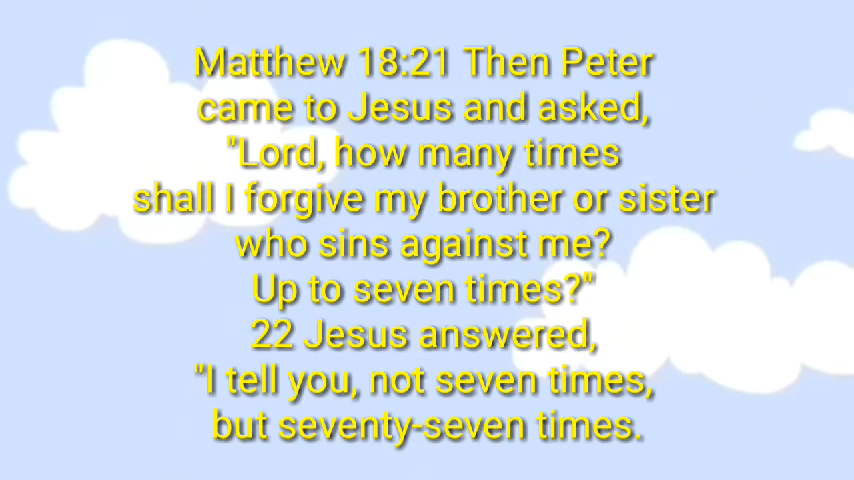 Matthew 18:21 Then Peter
came to Jesus and asked,
"Lord, how many times
shall I forgive my brother or sister
who sins against me?
Up to seven times?"
22 Jesus answered,
"I tell you, not seven times,
but seventy-seven times.